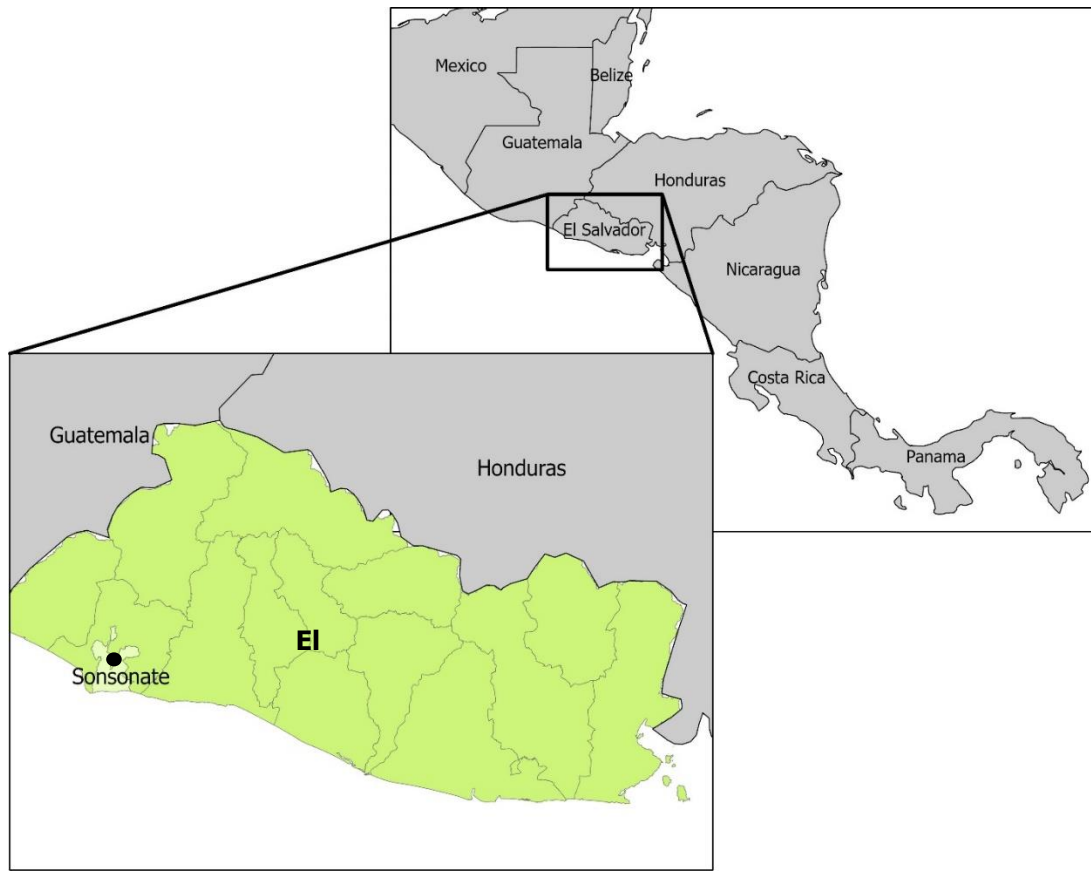 Mexico
Belize
Guatemala
Honduras
El Salvador
Nicaragua
Costa Rica
Panama
Guatemala
Honduras
El
Sonsonate